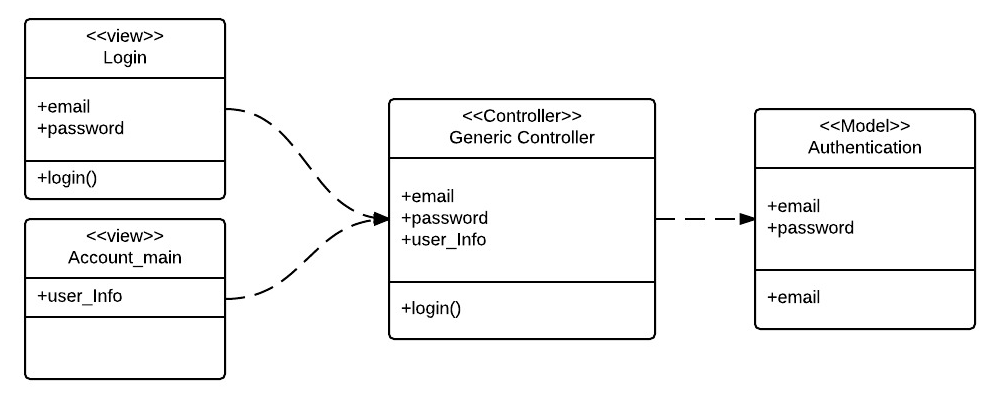 <<view>>
Login
+email
+password
+login()
<<view>>
Account_main
+user_Info
<<Controller>>
Generic Controller
+email
+password
+user_Info
+login()
<<Model>>
Authentication
+email
+password
+email